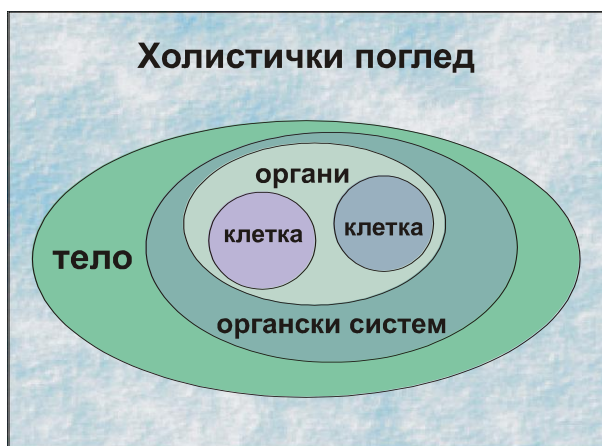 Холистички поглед
органи
клетка
клетка
тело
органски систем